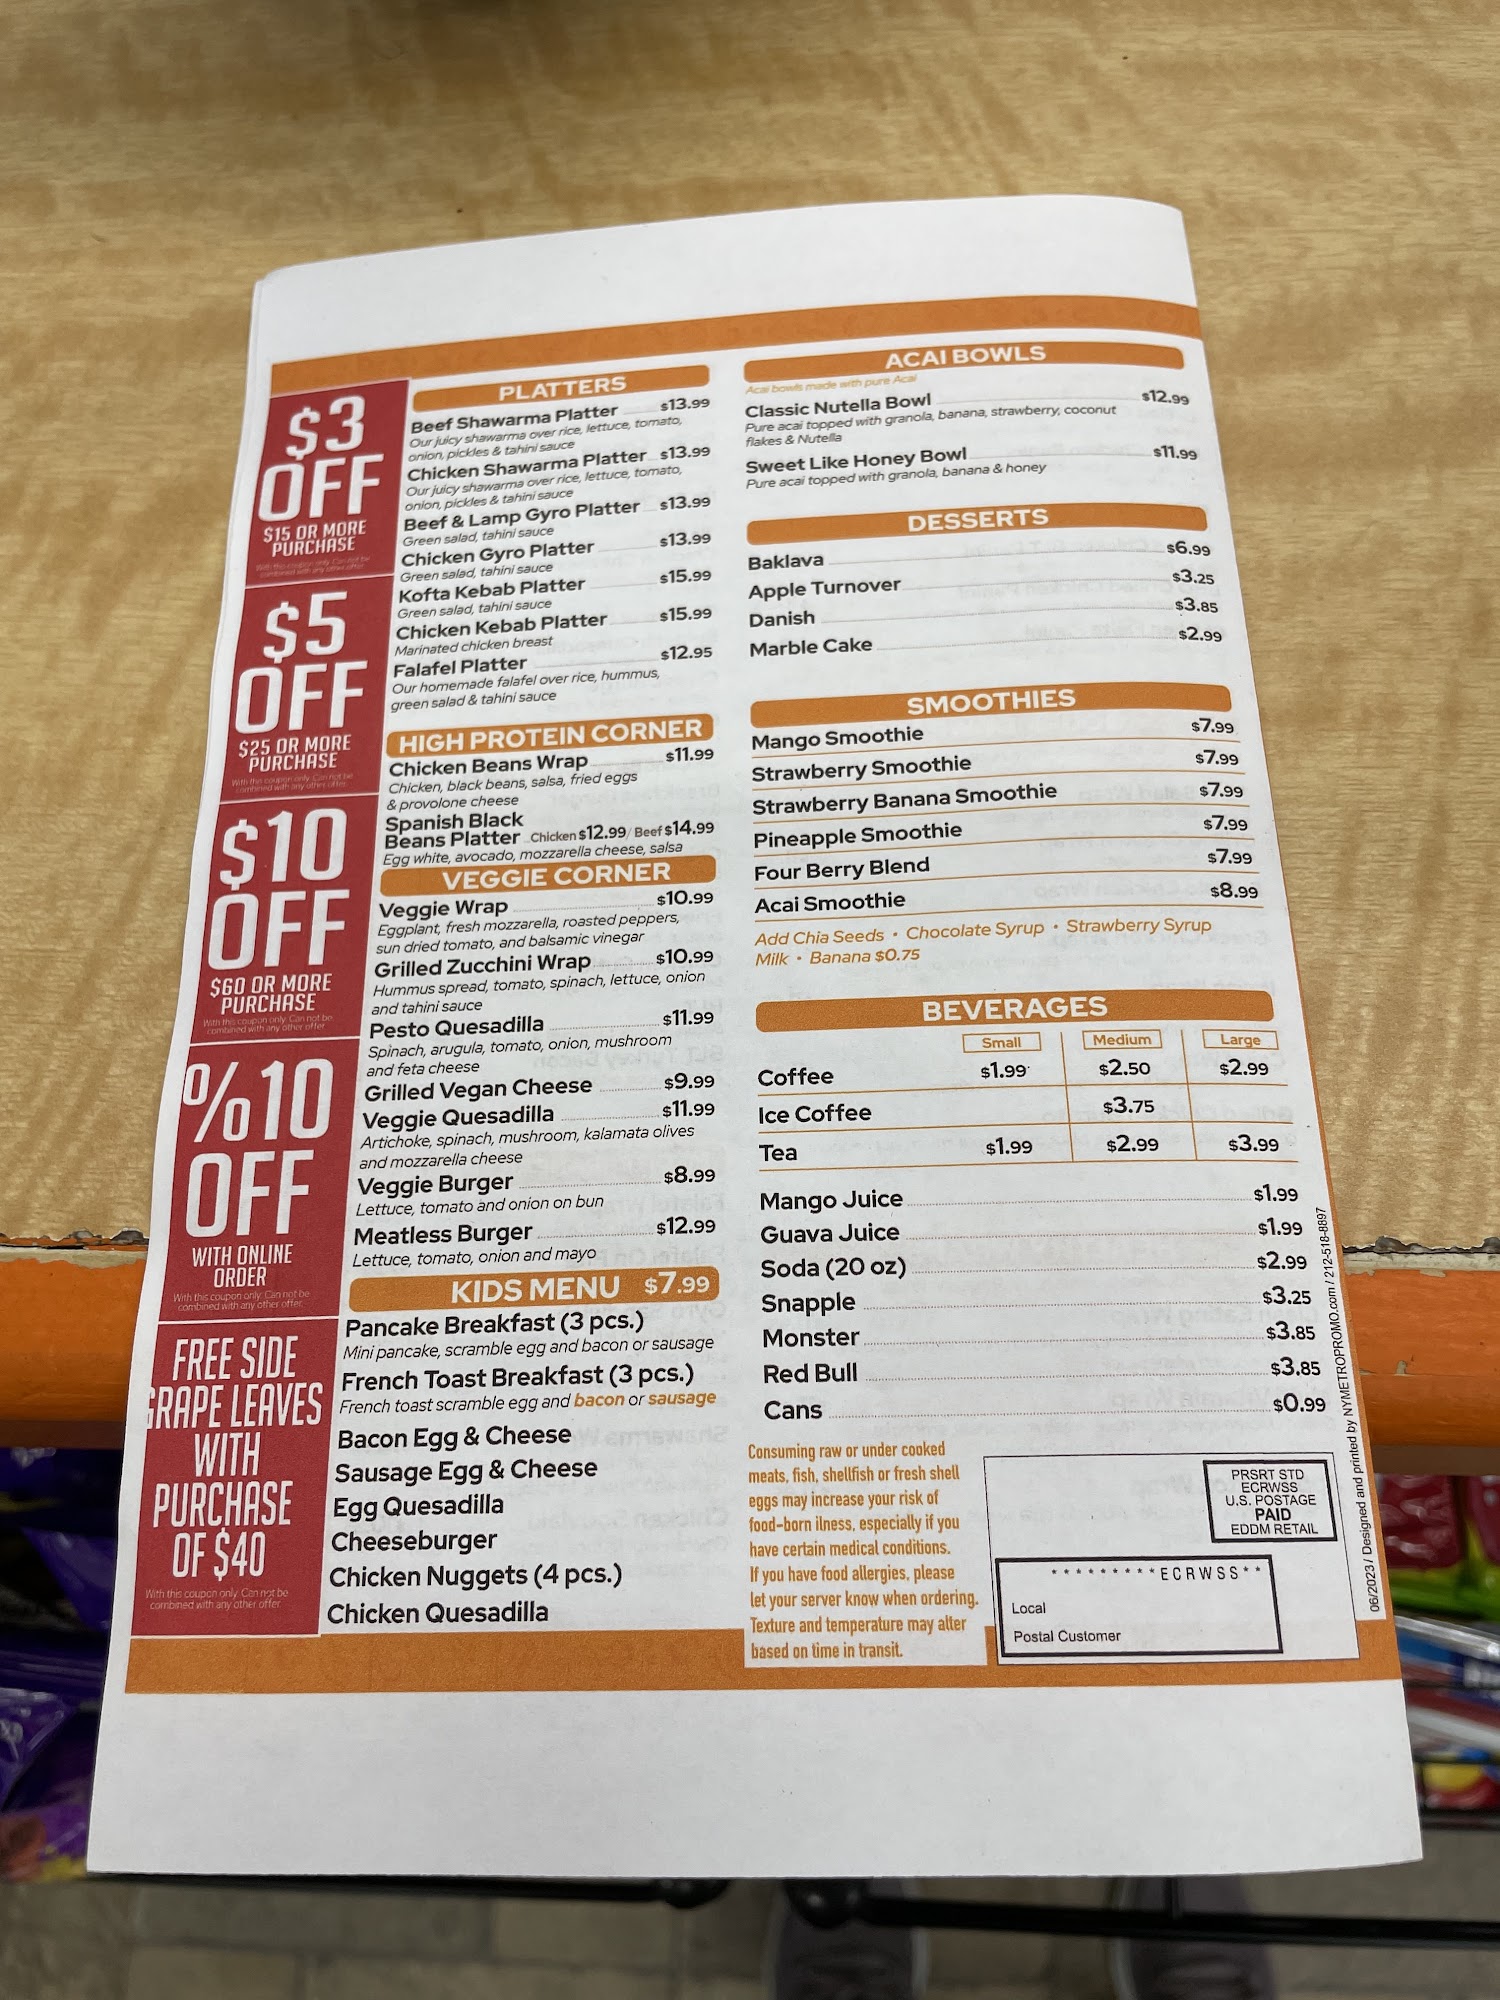 $3
OFF
$15 OR MORE
PURCHASE
$5
OFF
$25 OR MORE
PURCHASE
With this coupon only Can not be
combined with any other offer.
$10
OFF
$60 OR MORE
PURCHASE
With this coupon only. Can not be.
combined with any other offer
%10
OFF
WITH ONLINE
ORDER
With this coupon only. Can not be
combined with any other offer.
FREE SIDE
GRAPE LEAVES
WITH
PURCHASE
OF $40
With this coupon only. Can not be
combined with any other offer
PLATTERS
Beef Shawarma Platter $13.99
Our juicy shawarma over rice, lettuce, tomato,
onion, pickles & tahini sauce
Chicken Shawarma Platter $13.99
Our juicy shawarma over rice, lettuce, tomato,
onion, pickles & tahini sauce
Beef & Lamp Gyro Platter $13.99
Green salad, tahini sauce
Chicken Gyro Platter $13.99
Green salad, tahini sauce
Kofta Kebab Platter $15.99
Green salad, tahini sauce
Chicken Kebab Platter $15.99
Marinated chicken breast
Falafel Platter $12.95
Our homemade falafel over rice, hummus,
green salad & tahini sauce
HIGH PROTEIN CORNER
Chicken Beans Wrap $11.99
Chicken, black beans, salsa, fried eggs
& provolone cheese
Spanish Black
Beans Platter Chicken $12.99/ Beef $14.99
Egg white, avocado, mozzarella cheese, salsa
VEGGIE CORNER
Veggie Wrap $10.99
Eggplant, fresh mozzarella, roasted peppers,
sun dried tomato, and balsamic vinegar
Grilled Zucchini Wrap $10.99
Hummus spread, tomato, spinach, lettuce, onion
and tahini sauce
Pesto Quesadilla $11.99
Spinach, arugula, tomato, onion, mushroom
and feta cheese
Grilled Vegan Cheese $9.99
Veggie Quesadilla $11.99
Artichoke, spinach, mushroom, kalamata olives
and mozzarella cheese
Veggie Burger $8.99
Lettuce, tomato and onion on bun
Meatless Burger $12.99
Lettuce, tomato, onion and mayo
KIDS MENU $7.99
Pancake Breakfast (3 pcs.)
Mini pancake, scramble egg and bacon or sausage
French Toast Breakfast (3 pcs.)
French toast scramble egg and bacon or sausage
Bacon Egg & Cheese
Sausage Egg & Cheese
Egg Quesadilla
Cheeseburger
Chicken Nuggets (4 pcs.)
Chicken Quesadilla
ACAI BOWLS
Acai bowls made with pure Acai
Classic Nutella Bowl $12.99
Pure acai topped with granola, banana, strawberry, coconut
flakes & Nutella
Sweet Like Honey Bowl $11.99
Pure acai topped with granola, banana & honey
DESSERTS
Baklava $6.99
Apple Turnover $3.25
Danish $3.85
Marble Cake $2.99
SMOOTHIES
Mango Smoothie $7.99
Strawberry Smoothie $7.99
Strawberry Banana Smoothie $7.99
Pineapple Smoothie $7.99
Four Berry Blend $7.99
Acai Smoothie $8.99
Add Chia Seeds • Chocolate Syrup • Strawberry Syrup
Milk • Banana $0.75
BEVERAGES
Small Medium Large
Coffee $1.99 $2.50 $2.99
Ice Coffee $3.75
Tea $1.99 $2.99 $3.99
Mango Juice $1.99
Guava Juice $1.99
Soda (20 oz) $2.99
Snapple $3.25
Monster $3.85
Red Bull $3.85
Cans $0.99
Consuming raw or under cooked
meats, fish, shellfish or fresh shell
eggs may increase your risk of
food-born ilness, especially if you
have certain medical conditions.
If you have food allergies, please
let your server know when ordering.
Texture and temperature may alter
based on time in transit.
PRSRT STD
ECRWSS
U.S. POSTAGE
PAID
EDDM RETAIL
*********ECRWSS**
Local
Postal Customer
06/2023 / Designed and printed by NYMETROPROMO.com / 212-518-8897